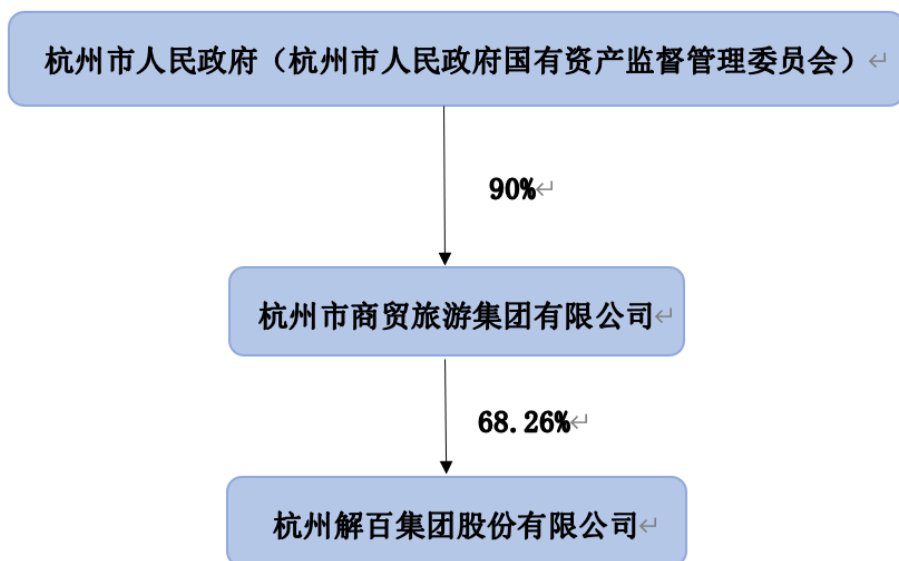 杭州市人民政府（杭州市人民政府国有资产监督管理委员会）
90%
杭州市商贸旅游集团有限公司
68.26%
杭州解百集团股份有限公司